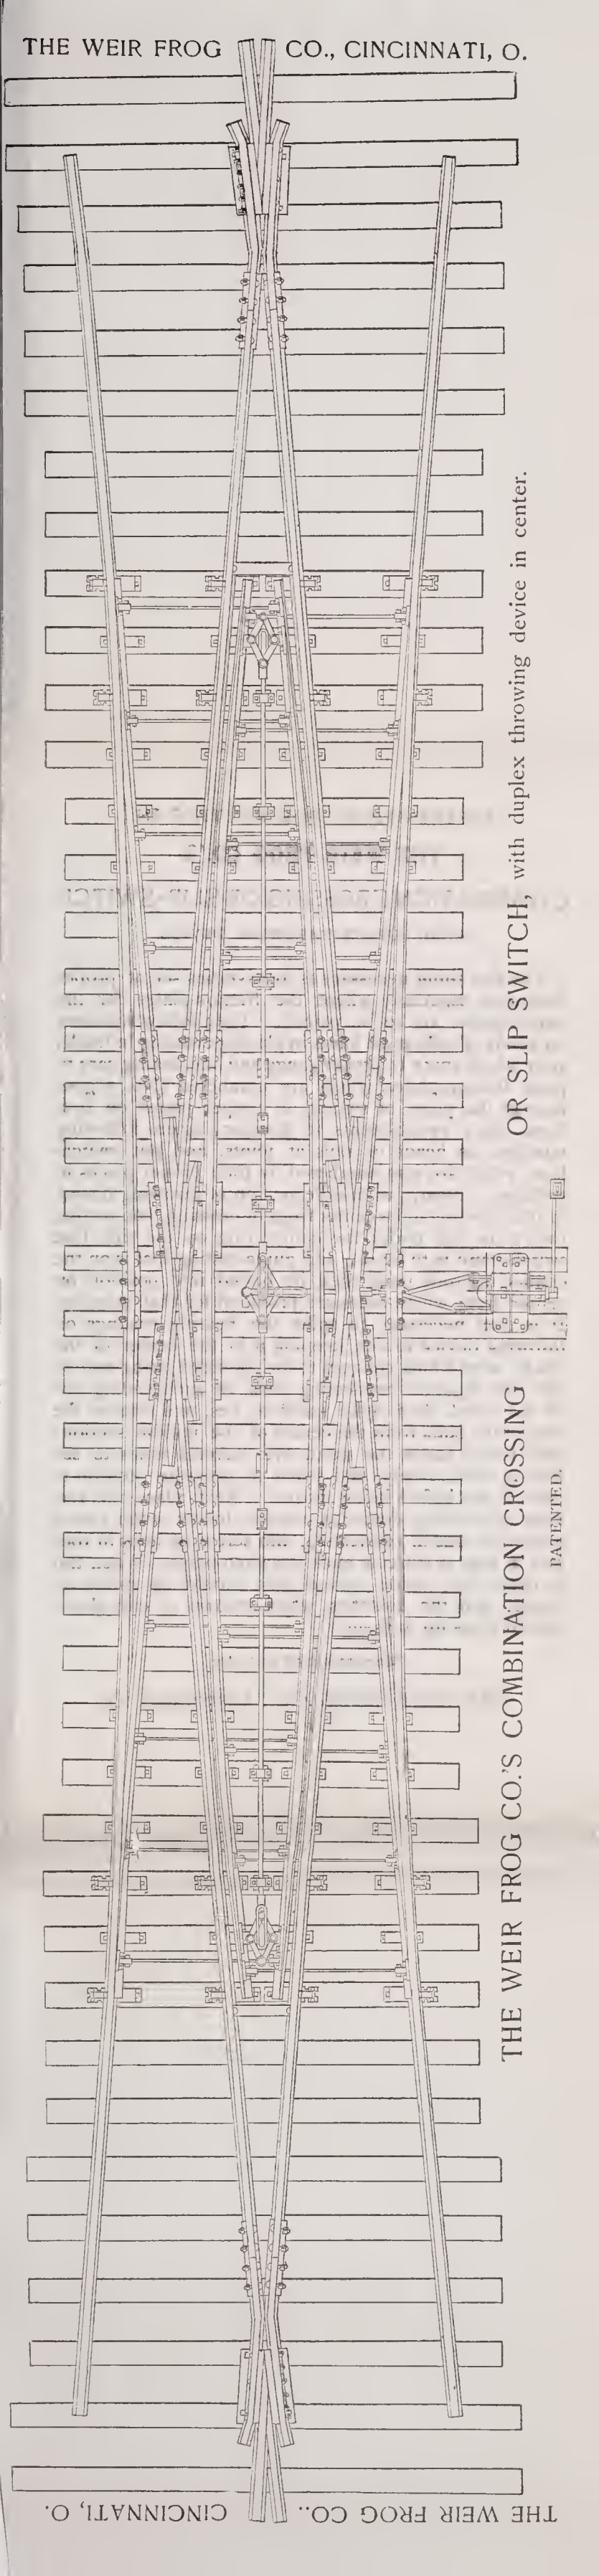 THE WEIR FROG CO., CINCINNATI, O.
THE WEIR FROG CO.'S COMBINATION CROSSING OR SLIP SWITCH, with duplex throwing device in center.
PATENTED.
THE WEIR FROG CO.. CINCINNATI, O.